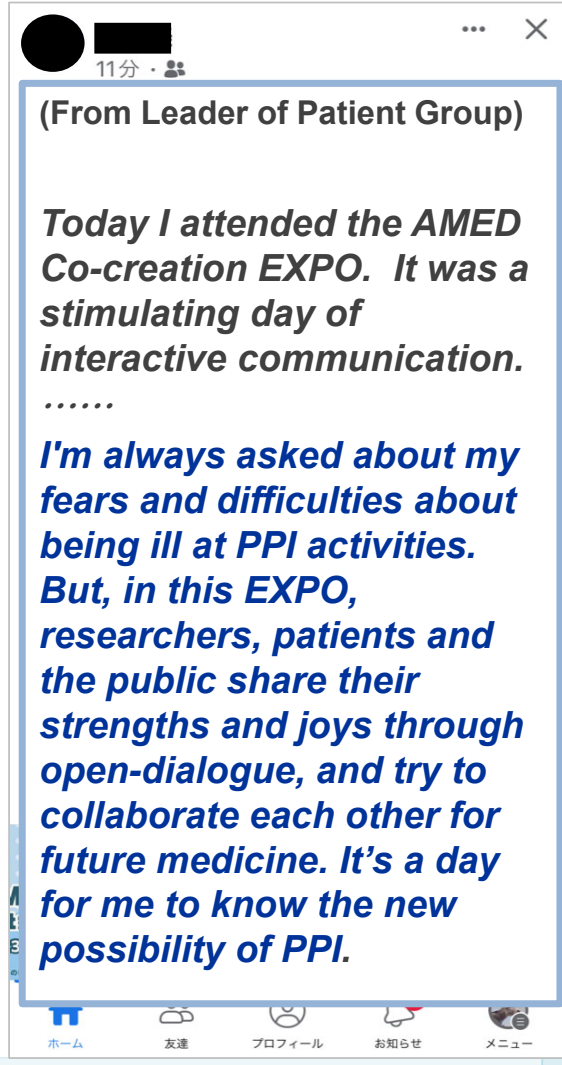 11分
(From Leader of Patient Group)
Today I attended the AMED
Co-creation EXPO. It was a
stimulating day of
interactive communication.
……
I'm always asked about my
fears and difficulties about
being ill at PPI activities.
But, in this EXPO,
researchers, patients and
the public share their
strengths and joys through
open-dialogue, and try to
collaborate each other for
future medicine. It’s a day
for me to know the new
possibility of PPI.
ホーム 友達 プロフィール お知らせ メニュー